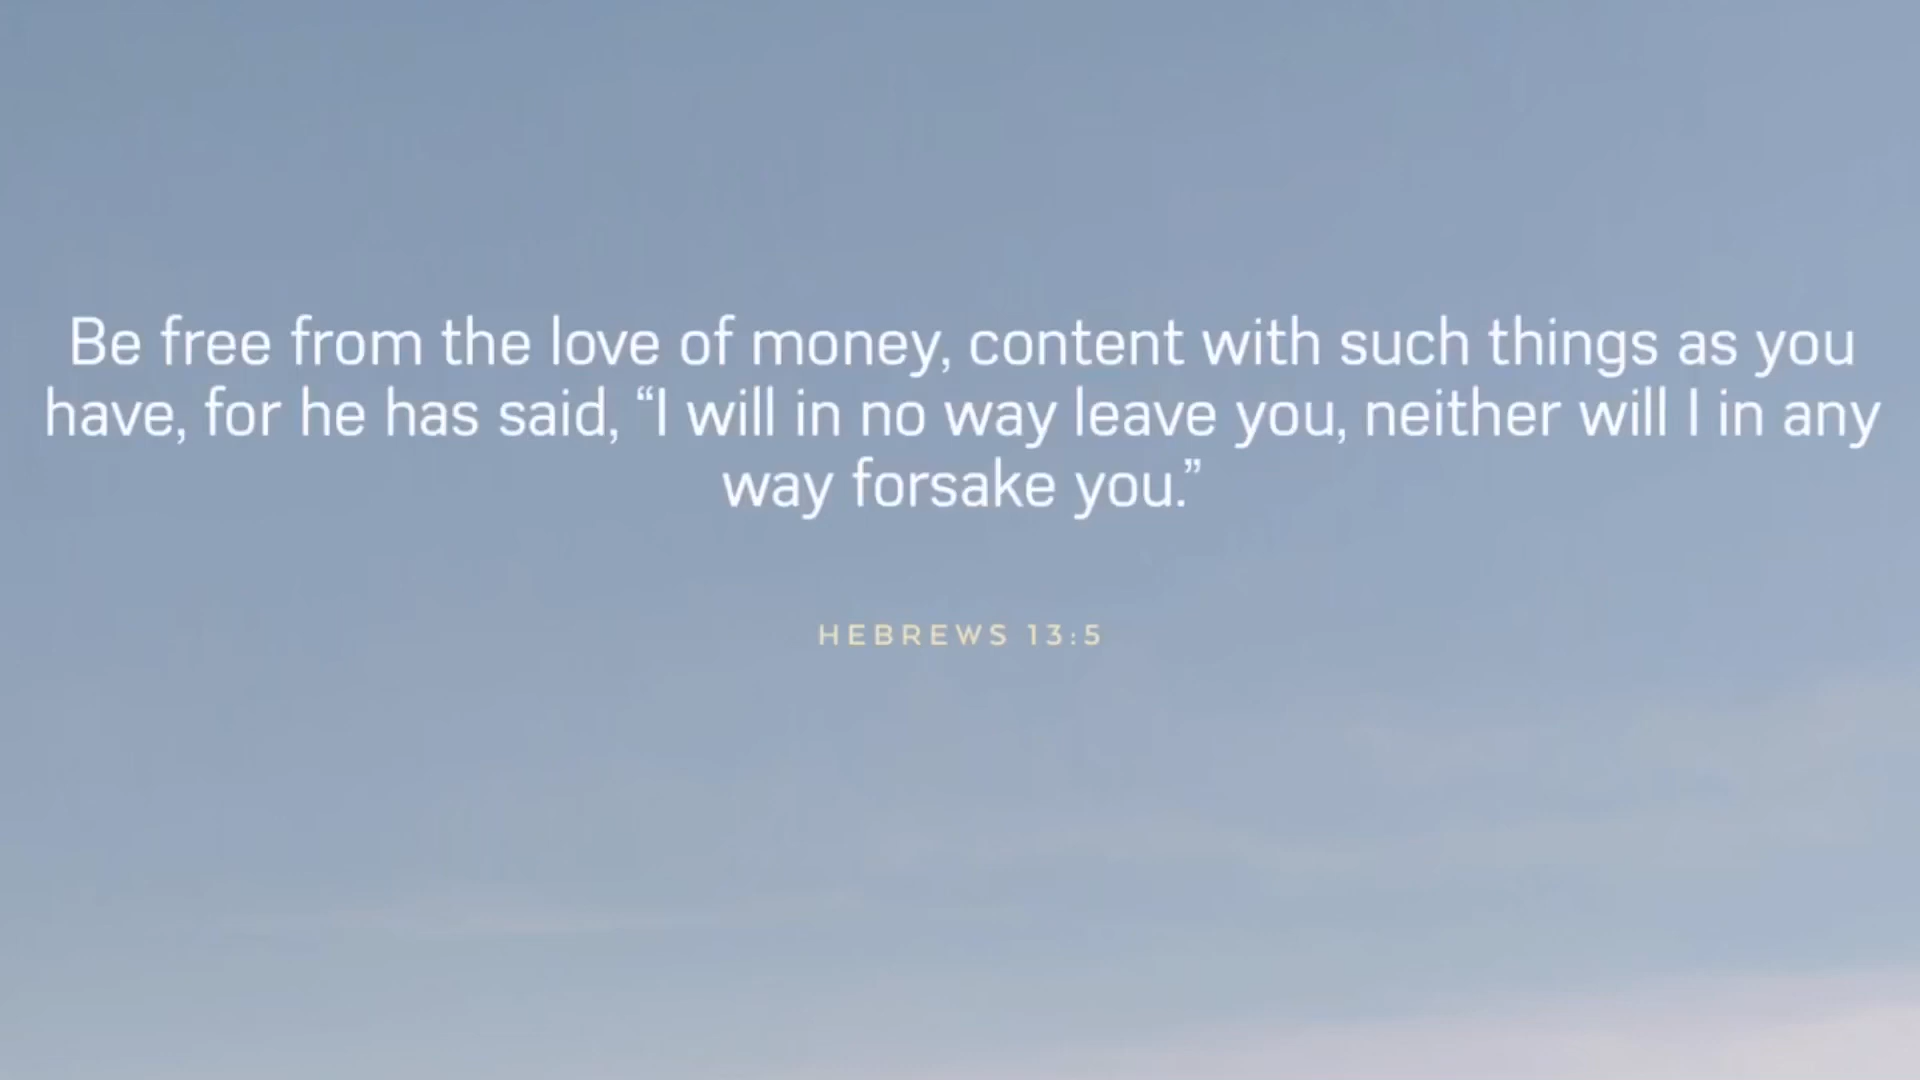 Be free from the love of money, content with such things as you
have, for he has said, “I will in no way leave you, neither will I in any
way forsake you.”
HEBREWS 13:5